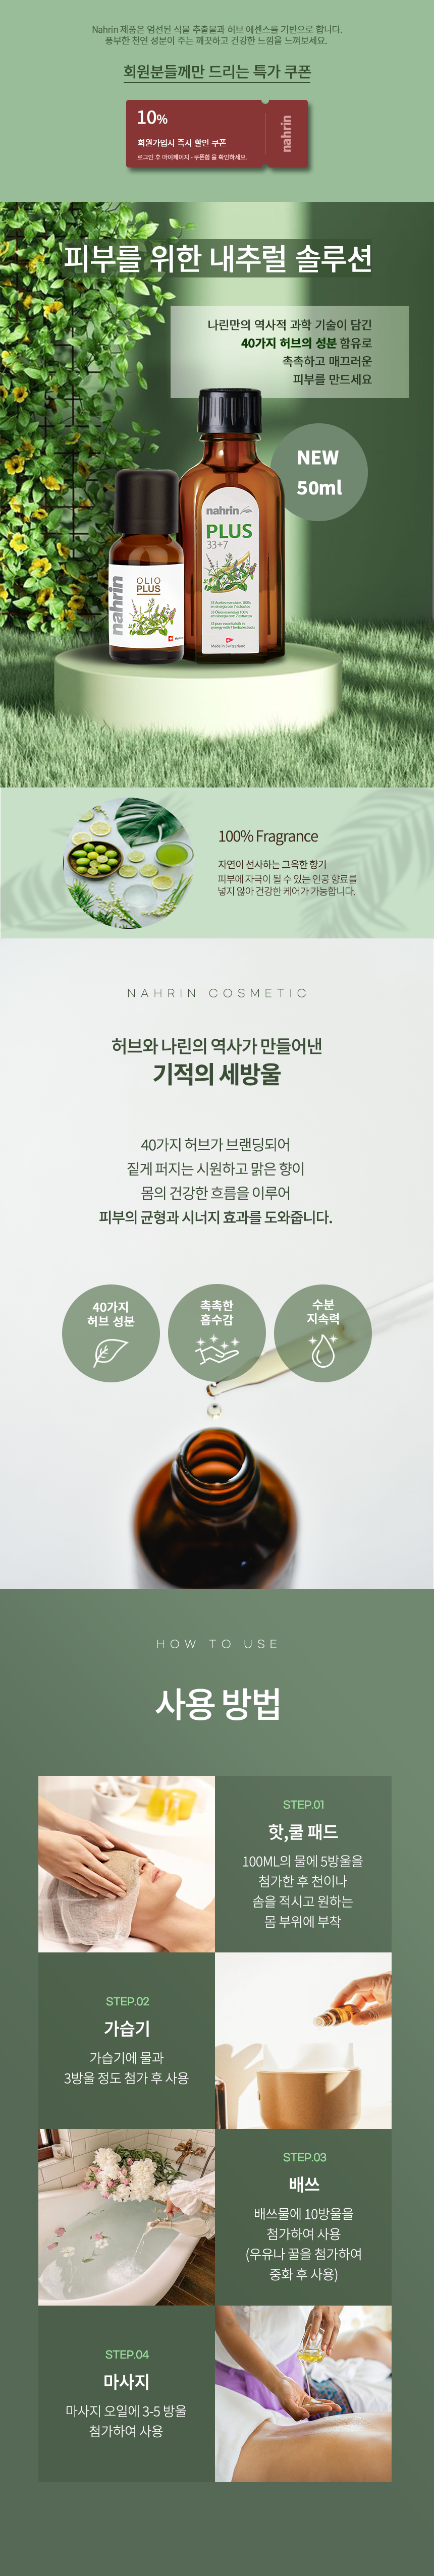 Nahrin 제품은 엄선된 식물 추출물과 허브 에센스를 기반으로 합니다.
풍부한 천연 성분이 주는 깨끗하고 건강한 느낌을 느껴보세요.
회원분들께만 드리는 특가 쿠폰
10%
회원가입시 즉시 할인 쿠폰
로그인 후 마이페이지 - 쿠폰함 을 확인하세요.
nahrin
피부를 위한 내추럴 솔루션
나린만의 역사적 과학 기술이 담긴
40가지 허브의 성분 함유로
촉촉하고 매끄러운
피부를 만드세요
NEW
50ml
nahrin
PLUS
33+7
Made in Switzerland
nahrin
OLIO
PLUS
100% Fragrance
자연이 선사하는 그윽한 향기
피부에 자극이 될 수 있는 인공 향료를
넣지 않아 건강한 케어가 가능합니다.
NAHRIN COSMETIC
허브와 나린의 역사가 만들어낸
기적의 세방울
40가지 허브가 브랜딩되어
짙게 퍼지는 시원하고 맑은 향이
몸의 건강한 흐름을 이루어
피부의 균형과 시너지 효과를 도와줍니다.
40가지
허브 성분
촉촉한
흡수감
수분
지속력
HOW TO USE
사용 방법
STEP.01
핫,쿨 패드
100ML의 물에 5방울을
첨가한 후 천이나
솜을 적시고 원하는
몸 부위에 부착
STEP.02
가습기
가습기에 물과
3방울 정도 첨가 후 사용
STEP.03
배쓰
배쓰물에 10방울을
첨가하여 사용
(우유나 꿀을 첨가하여
중화 후 사용)
STEP.04
마사지
마사지 오일에 3-5 방울
첨가하여 사용